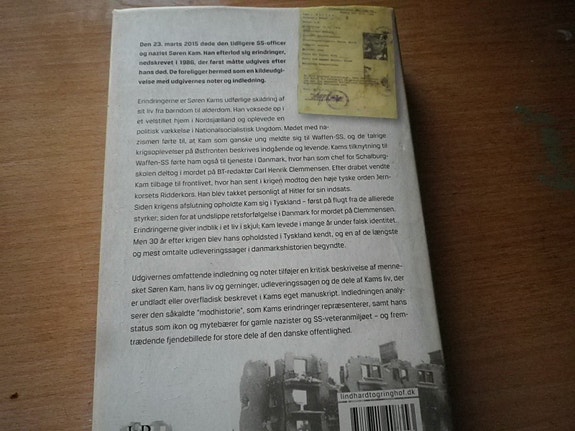 Den 23. marts 2015 døde den tidligere SS-officer
og nazist Søren Kam. Han efterlod sig erindringer,
nedskrevet i 1986, der først måtte udgives efter
hans død. De foreligger hermed som en kildeudgi-
velse med udgivernes noter og indledning.
Erindringerne er Søren Kams udførlige skildring af
sit liv fra barndom til alderdom. Han voksede op i
et velstillet hjem i Nordsjælland og oplevede en
politisk vækkelse i Nationalsocialistisk Ungdom. Mødet med na-
zismen førte til, at Kam som ganske ung meldte sig til Waffen-SS, og de talrige
krigsoplevelser på Østfronten beskrives indgående og levende. Kams tilknytning til
Waffen-SS førte ham også til tjeneste i Danmark, hvor han som chef for Schalburg-
skolen deltog i mordet på BT-redaktør Carl Henrik Clemmensen. Efter drabet vendte
Kam tilbage til frontlivet, hvor han sent i krigen modtog den høje tyske orden Jern-
korsets Ridderkors. Han blev takket personligt af Hitler for sin indsats.
Siden krigens afslutning opholdte Kam sig i Tyskland – først på flugt fra de allierede
styrker; siden for at undslippe retsforfølgelse i Danmark for mordet på Clemmensen.
Erindringerne giver indblik i et liv i skjul; Kam levede i mange år under falsk identitet.
Men 30 år efter krigen blev hans opholdsted i Tyskland kendt, og en af de længste
og mest omtalte udleveringssager i danmarkshistorien begyndte.
Udgivernes omfattende indledning og noter tilføjer en kritisk beskrivelse af menne-
sket Søren Kam, hans liv og gerninger, udleveringssagen og de dele af Kams liv, der
er undladt eller overfladisk beskrevet i Kams eget manuskript. Indledningen analy-
serer den såkaldte "modhistorie", som Kams erindringer repræsenterer, samt hans
status som ikon og mytebærer for gamle nazister og SS-veteranmiljøet – og frem-
trædende fjendebillede for store dele af den danske offentlighed.
lindhardtogringhof.dk